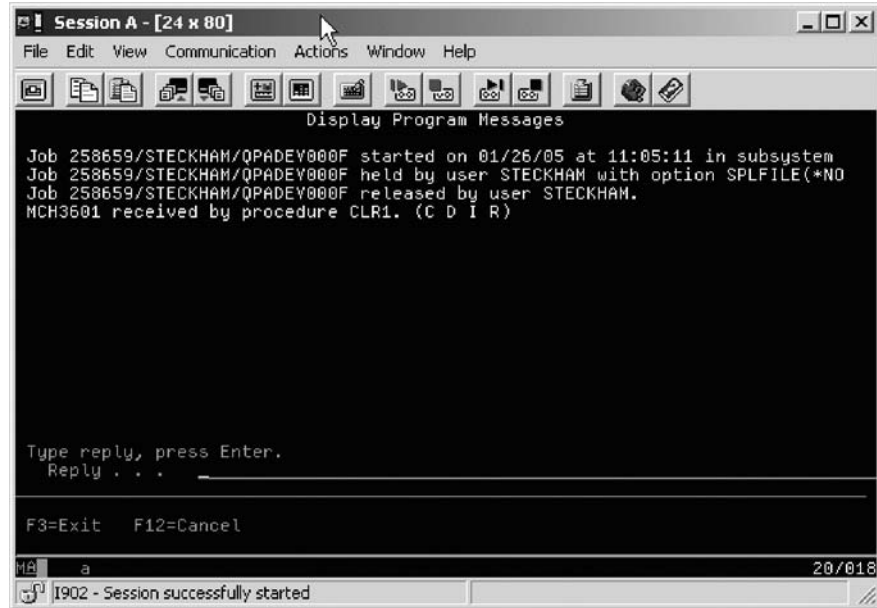 Session A - [24 x 80]
File Edit View Communication Actions Window Help
Display Program Messages
Job 258659/STECKHAM/QPADEV000F started on 01/26/05 at 11:05:11 in subsystem
Job 258659/STECKHAM/QPADEV000F held by user STECKHAM with option SPLFILE(*NO
Job 258659/STECKHAM/QPADEV000F released by user STECKHAM.
MCH3601 received by procedure CLR1. (C D I R)
Type reply, press Enter.
Reply . . . _
F3=Exit F12=Cancel
MA a 20/018
I902 - Session successfully started